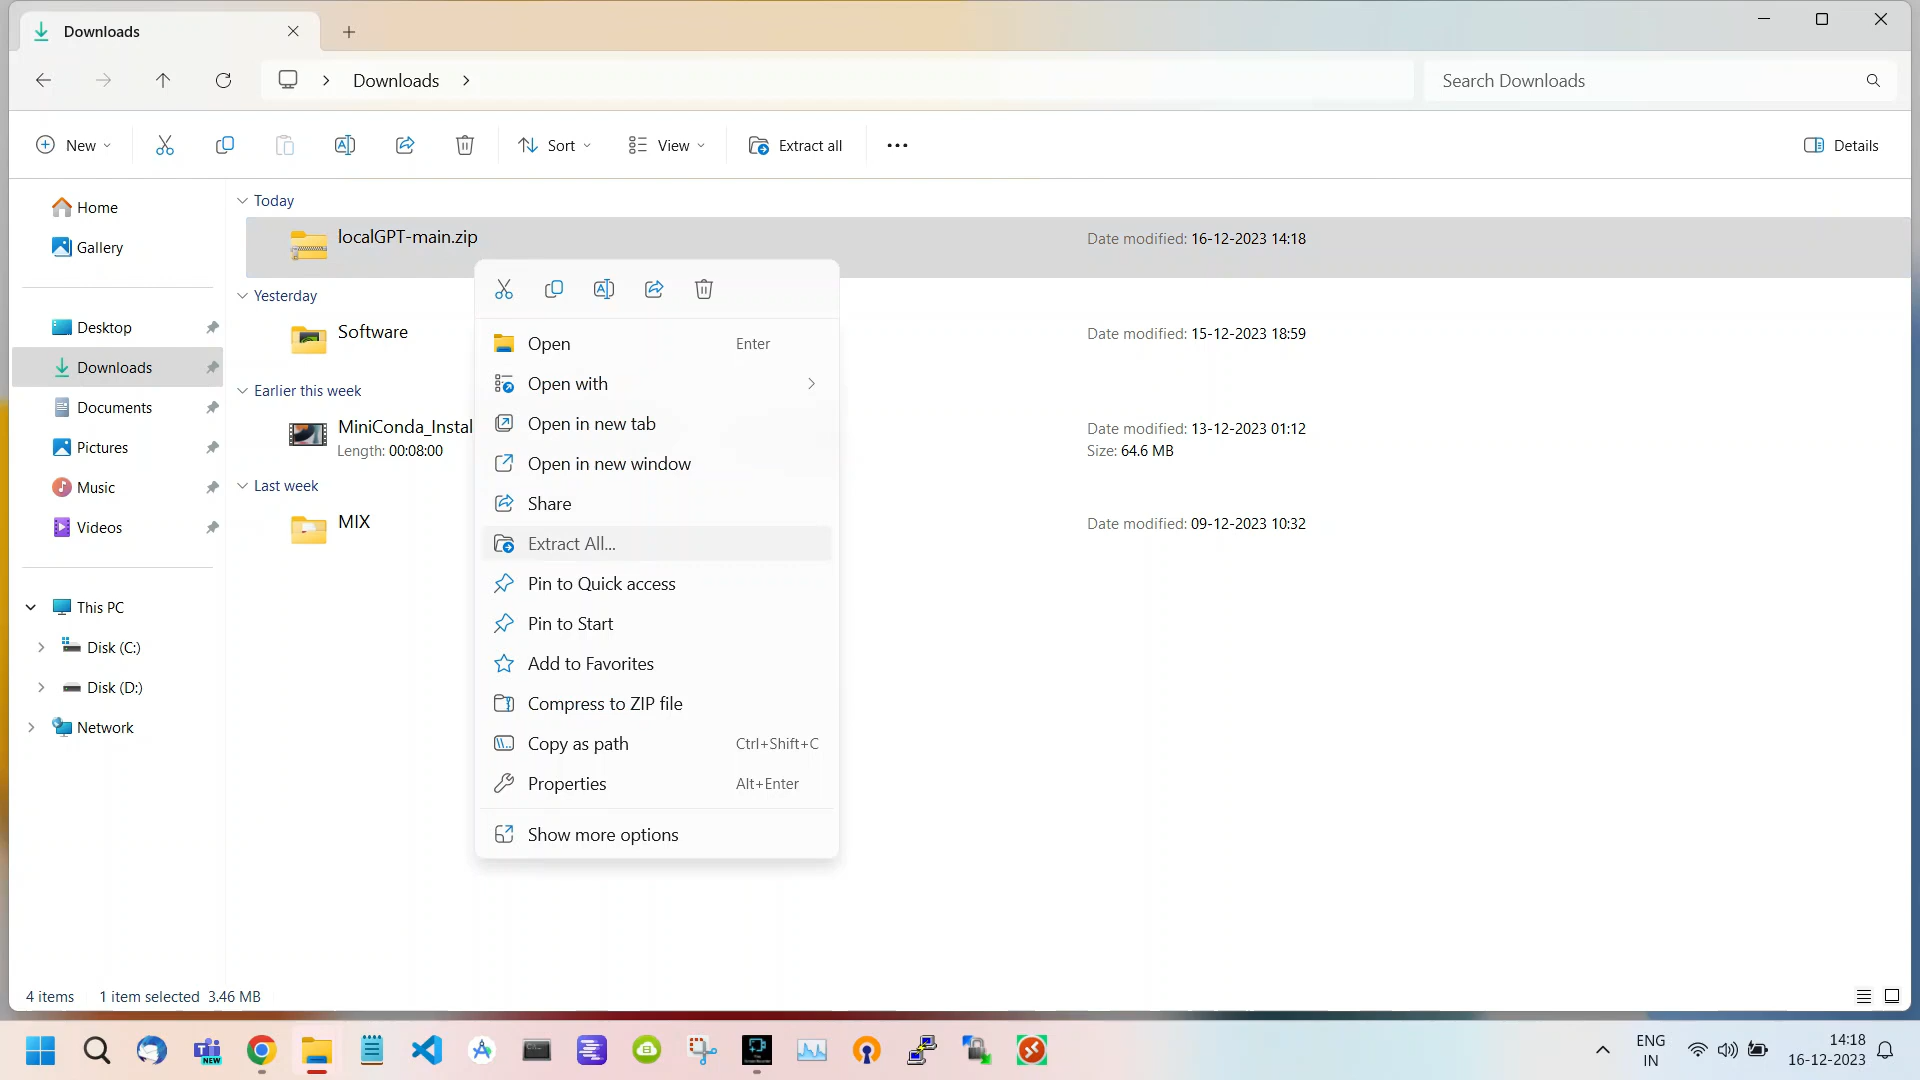 Downloads
Downloads
Search Downloads
New
Sort
View
Extract all
Details
Home
Gallery
Desktop
Downloads
Documents
Pictures
Music
Videos
This PC
Disk (C:)
Disk (D:)
Network
Today
localGPT-main.zip
Date modified: 16-12-2023 14:18
Yesterday
Software
Date modified: 15-12-2023 18:59
Earlier this week
MiniConda_Instal
Length: 00:08:00
Date modified: 13-12-2023 01:12
Size: 64.6 MB
Last week
MIX
Date modified: 09-12-2023 10:32
Open Enter
Open with
Open in new tab
Open in new window
Share
Extract All...
Pin to Quick access
Pin to Start
Add to Favorites
Compress to ZIP file
Copy as path Ctrl+Shift+C
Properties Alt+Enter
Show more options
4 items 1 item selected 3.46 MB
NEW
ENG
IN
14:18
16-12-2023